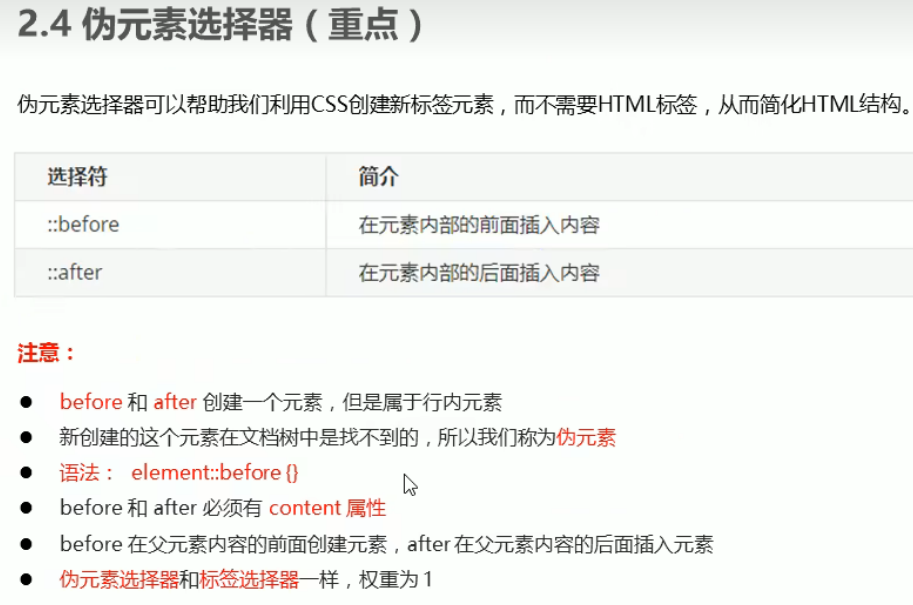 2.4 伪元素选择器（重点）
伪元素选择器可以帮助我们利用CSS创建新标签元素，而不需要HTML标签，从而简化HTML结构。
选择符 简介
::before 在元素内部的前面插入内容
::after 在元素内部的后面插入内容
注意：
● before 和 after 创建一个元素，但是属于行内元素
● 新创建的这个元素在文档树中是找不到的，所以我们称为伪元素
● 语法： element::before {}
● before 和 after 必须有 content 属性
● before 在父元素内容的前面创建元素，after 在父元素内容的后面插入元素
● 伪元素选择器和标签选择器一样，权重为 1